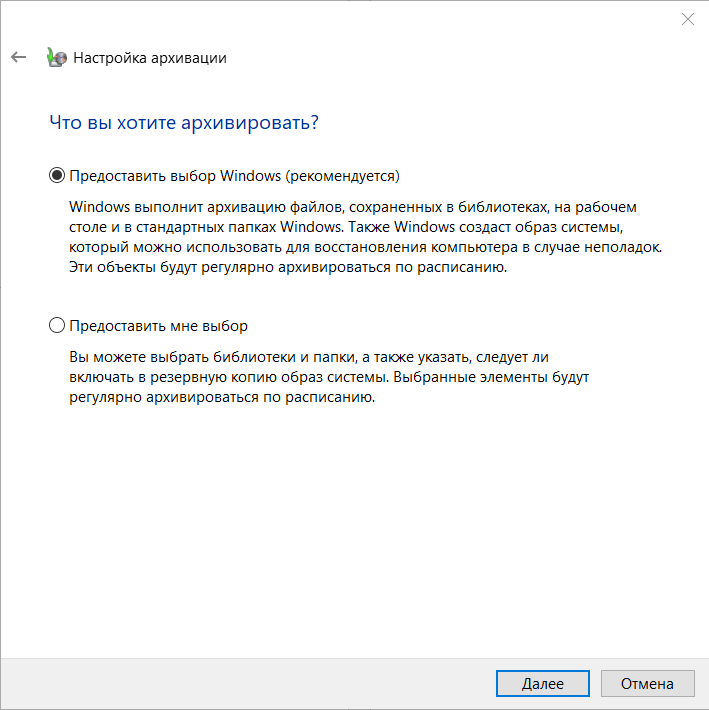 Настройка архивации
Что вы хотите архивировать?
Предоставить выбор Windows (рекомендуется)
Windows выполнит архивацию файлов, сохраненных в библиотеках, на рабочем
столе и в стандартных папках Windows. Также Windows создаст образ системы,
который можно использовать для восстановления компьютера в случае неполадок.
Эти объекты будут регулярно архивироваться по расписанию.
Предоставить мне выбор
Вы можете выбрать библиотеки и папки, а также указать, следует ли
включать в резервную копию образ системы. Выбранные элементы будут
регулярно архивироваться по расписанию.
Далее
Отмена